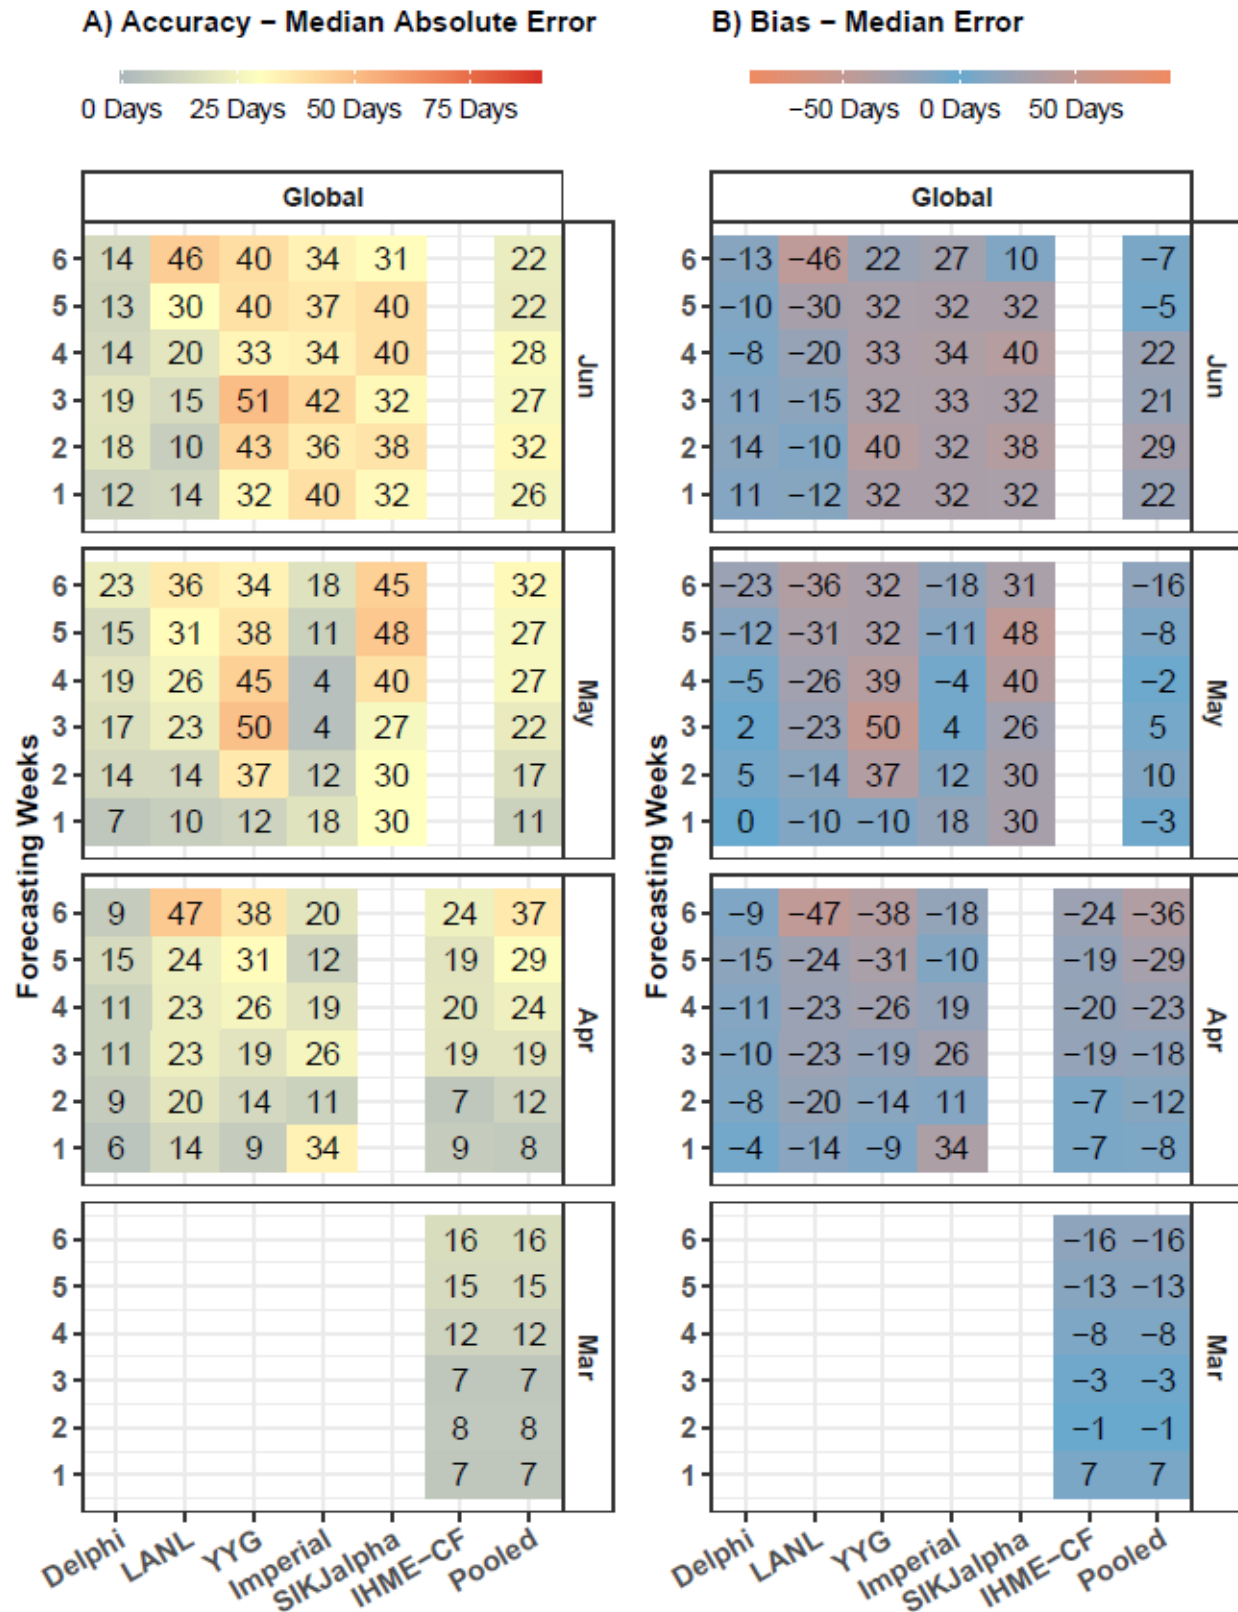 A) Accuracy − Median Absolute Error
0 Days 25 Days 50 Days 75 Days
Global
6 14 46 40 34 31 22
5 13 30 40 37 40 22
4 14 20 33 34 40 28
3 19 15 51 42 32 27
2 18 10 43 36 38 32
1 12 14 32 40 32 26
Jun
6 23 36 34 18 45 32
5 15 31 38 11 48 27
4 19 26 45 4 40 27
3 17 23 50 4 27 22
2 14 14 37 12 30 17
1 7 10 12 18 30 11
May
6 9 47 38 20 24 37
5 15 24 31 12 19 29
4 11 23 26 19 20 24
3 11 23 19 26 19 19
2 9 20 14 11 7 12
1 6 14 9 34 9 8
Apr
6 16 16
5 15 15
4 12 12
3 7 7
2 8 8
1 7 7
Mar
Forecasting Weeks
Delphi LANL YYG Imperial SIKJalpha IHME−CF Pooled
B) Bias − Median Error
−50 Days 0 Days 50 Days
Global
6 −13 −46 22 27 10 −7
5 −10 −30 32 32 32 −5
4 −8 −20 33 34 40 22
3 11 −15 32 33 32 21
2 14 −10 40 32 38 29
1 11 −12 32 32 32 22
Jun
6 −23 −36 32 −18 31 −16
5 −12 −31 32 −11 48 −8
4 −5 −26 39 −4 40 −2
3 2 −23 50 4 26 5
2 5 −14 37 12 30 10
1 0 −10 −10 18 30 −3
May
6 −9 −47 −38 −18 −24 −36
5 −15 −24 −31 −10 −19 −29
4 −11 −23 −26 19 −20 −23
3 −10 −23 −19 26 −19 −18
2 −8 −20 −14 11 −7 −12
1 −4 −14 −9 34 −7 −8
Apr
6 −16 −16
5 −13 −13
4 −8 −8
3 −3 −3
2 −1 −1
1 7 7
Mar
Forecasting Weeks
Delphi LANL YYG Imperial SIKJalpha IHME−CF Pooled